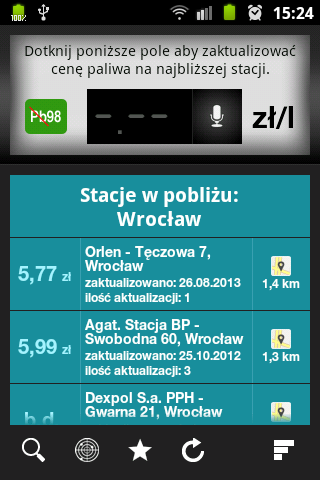 100%
15:24
Dotknij poniższe pole aby zaktualizować
cenę paliwa na najbliższej stacji.
Pb98
-.-- zł/l
Stacje w pobliżu:
Wrocław
5,77 zł
Orlen - Tęczowa 7,
Wrocław
zaktualizowano: 26.08.2013
ilość aktualizacji: 1
1,4 km
5,99 zł
Agat. Stacja BP -
Swobodna 60, Wrocław
zaktualizowano: 25.10.2012
ilość aktualizacji: 3
1,3 km
b.d.
Dexpol S.a. PPH -
Gwarna 21, Wrocław